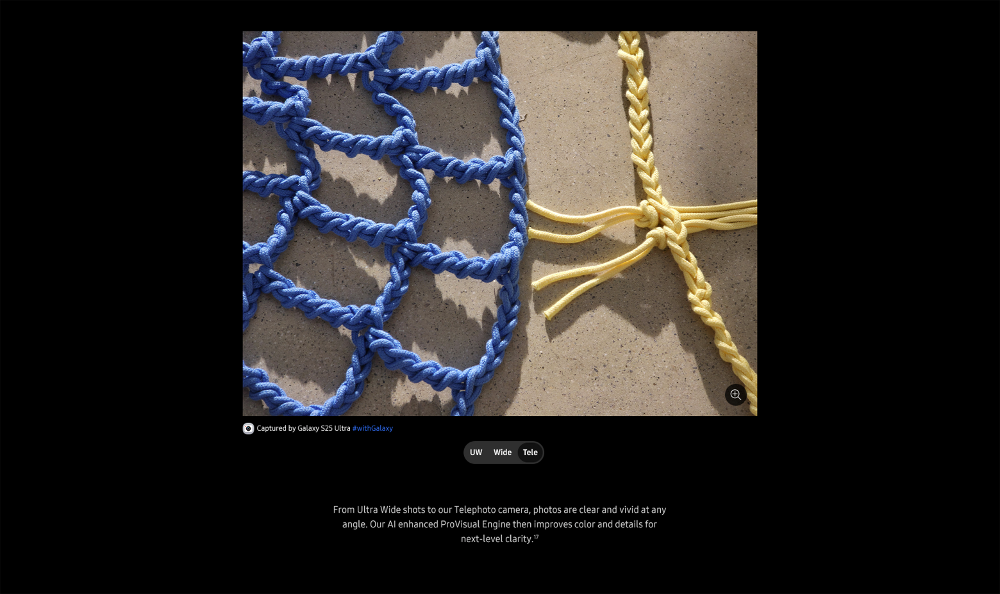 Captured by Galaxy S25 Ultra #withGalaxy
UW Wide Tele
From Ultra Wide shots to our Telephoto camera, photos are clear and vivid at any
angle. Our AI enhanced ProVisual Engine then improves color and details for
next-level clarity.17